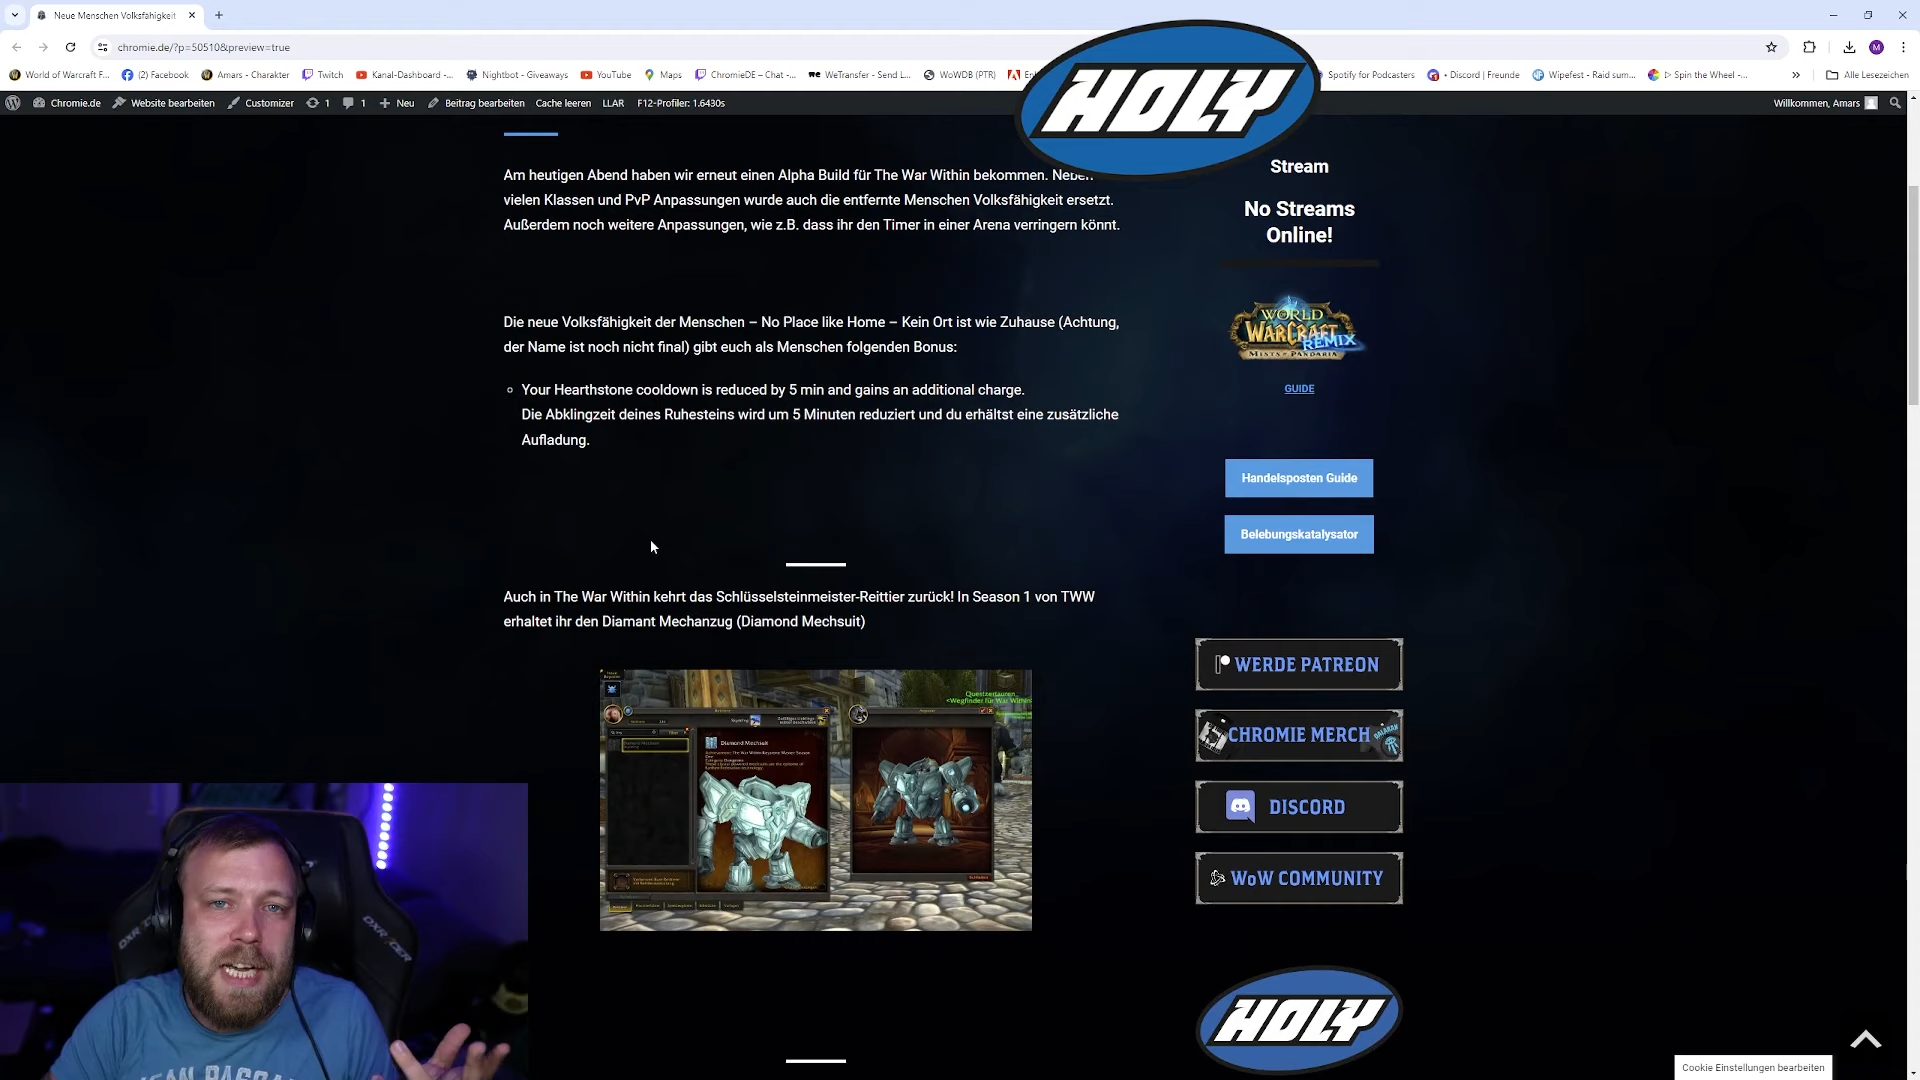 Neue Menschen Volksfähigkeit
chromie.de/?p=50510&preview=true
World of Warcraft F...
(2) Facebook
Amars - Charakter
Twitch
Kanal-Dashboard -...
Nightbot - Giveaways
YouTube
Maps
ChromieDE – Chat -...
WeTransfer - Send L...
WoWDB (PTR)
Spotify for Podcasters
• Discord | Freunde
Wipefest - Raid sum...
▷ Spin the Wheel -...
Alle Lesezeichen
HOLY
Chromie.de
Website bearbeiten
Customizer
1
1
Neu
Beitrag bearbeiten
Cache leeren
LLAR
F12-Profiler: 1.6430s
Willkommen, Amars
Am heutigen Abend haben wir erneut einen Alpha Build für The War Within bekommen. Neben
vielen Klassen und PvP Anpassungen wurde auch die entfernte Menschen Volksfähigkeit ersetzt.
Außerdem noch weitere Anpassungen, wie z.B. dass ihr den Timer in einer Arena verringern könnt.
Die neue Volksfähigkeit der Menschen – No Place like Home – Kein Ort ist wie Zuhause (Achtung,
der Name ist noch nicht final) gibt euch als Menschen folgenden Bonus:
Your Hearthstone cooldown is reduced by 5 min and gains an additional charge.
Die Abklingzeit deines Ruhesteins wird um 5 Minuten reduziert und du erhältst eine zusätzliche
Aufladung.
Auch in The War Within kehrt das Schlüsselsteinmeister-Reittier zurück! In Season 1 von TWW
erhaltet ihr den Diamant Mechanzug (Diamond Mechsuit)
Questzertauren
<Wegfinder für War Within
Diamond Mechsuit
Stream
No Streams
Online!
WORLD
WARCRAFT
REMIX
MISTS of PANDARIA
GUIDE
Handelsposten Guide
Belebungskatalysator
WERDE PATREON
CHROMIE MERCH
DISCORD
WoW COMMUNITY
HOLY
Cookie Einstellungen bearbeiten